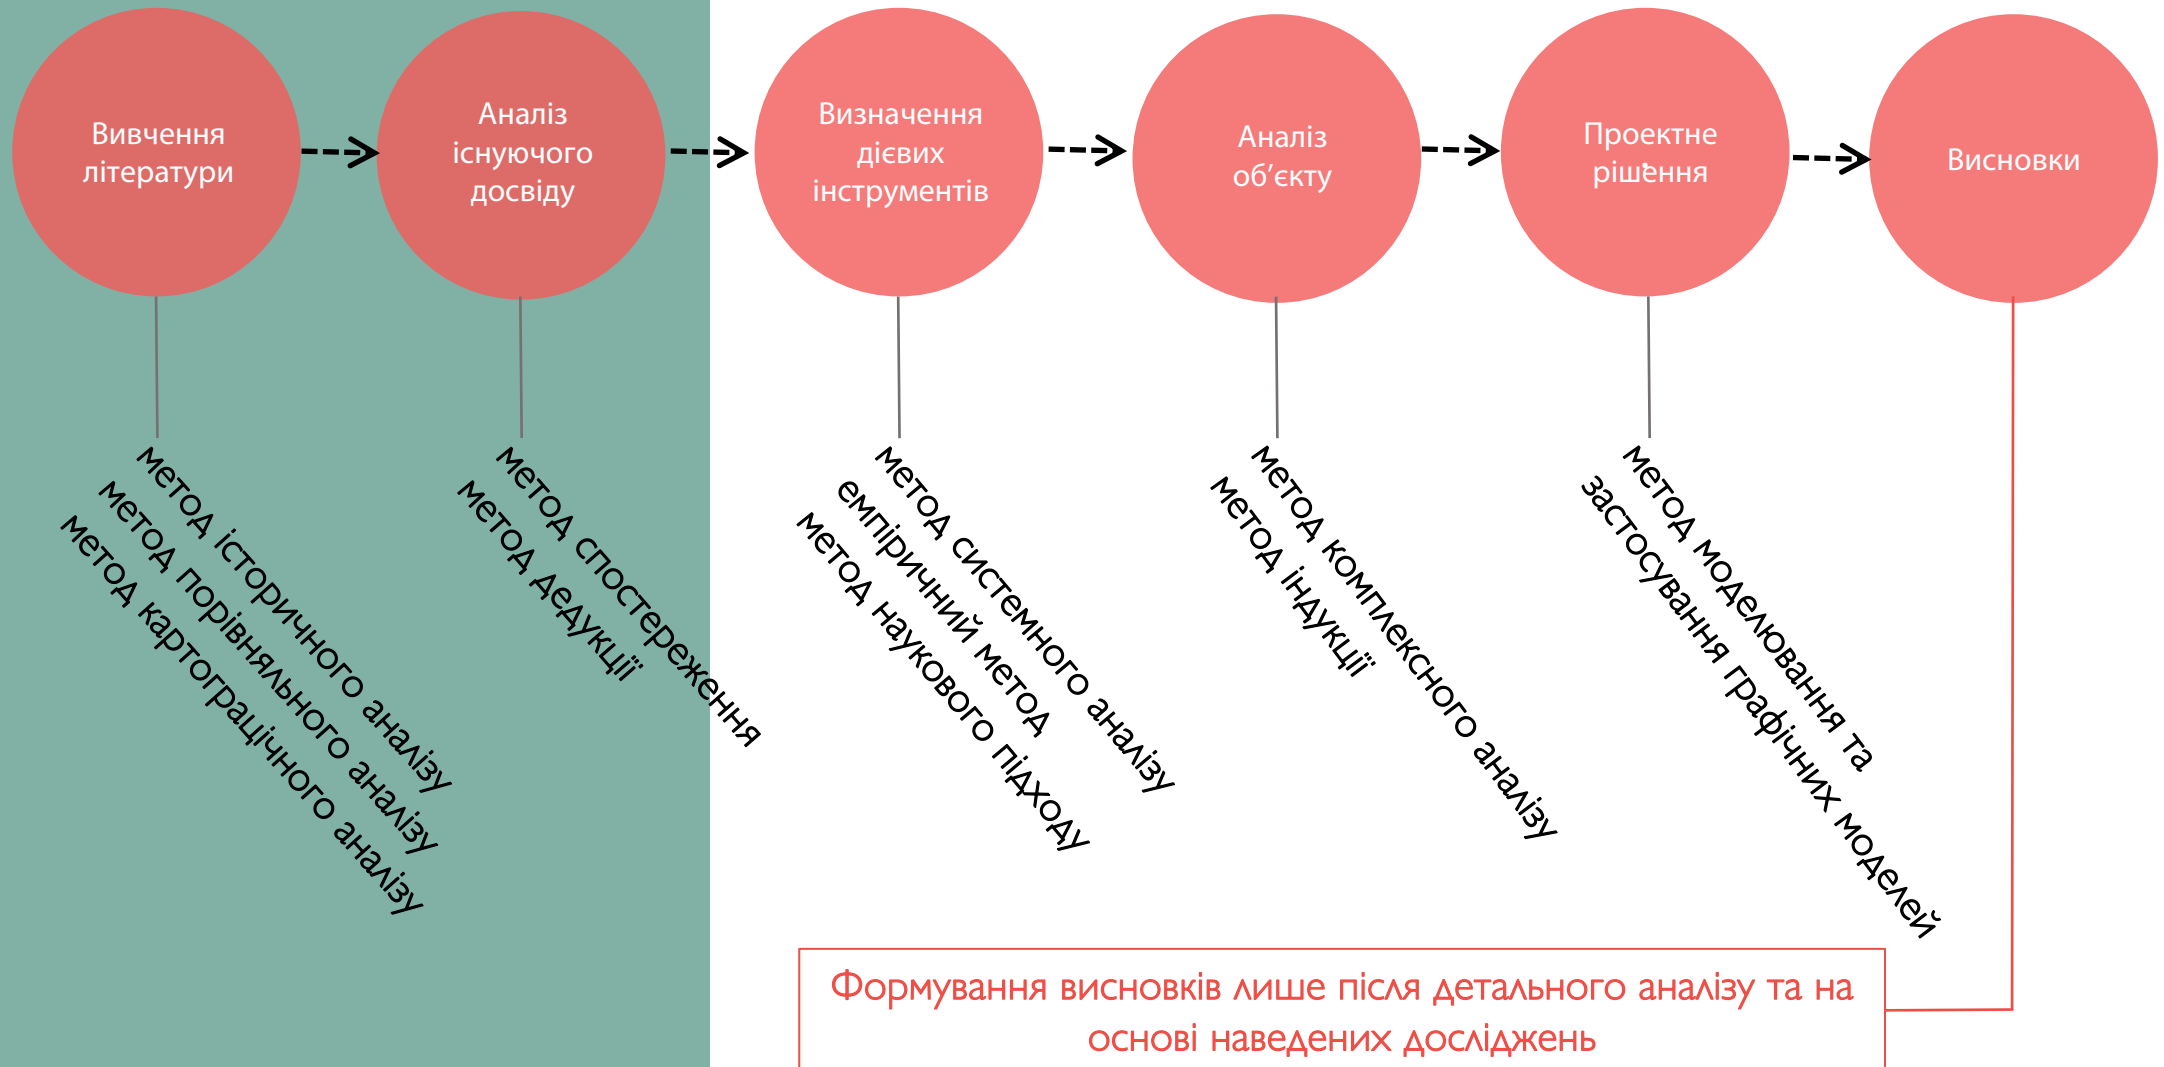 Вивчення
літератури
Аналіз
існуючого
досвіду
Визначення
дієвих
інструментів
Аналіз
об’єкту
Проектне
рішення
Висновки
метод історичного аналізу
метод порівняльного аналізу
метод картограцічного аналізу
метод спостереження
метод дедукції
метод системного аналізу
емпіричний метод
метод наукового підходу
метод комплексного аналізу
метод індукції
метод моделювання та
застосування графічних моделей
Формування висновків лише після детального аналізу та на
основі наведених досліджень